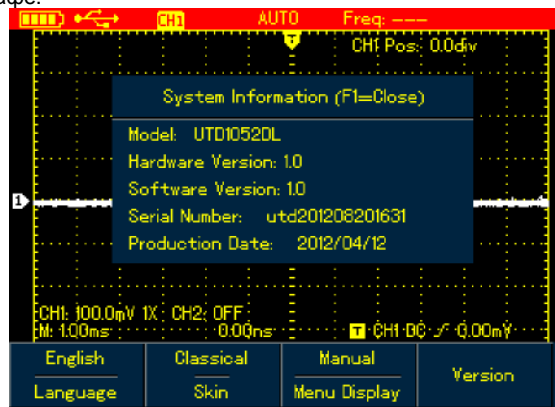 CH1 AUTO Freq: ----
T CH1 Pos: 0.0div
System Information (F1=Close)
Model: UTD1052DL
Hardware Version: 1.0
Software Version: 1.0
Serial Number: utd201208201631
Production Date: 2012/04/12
1
CH1: 100.0mV 1X CH2: OFF
M: 1.00ms 0.00ns T CH1 DC 0.00mV
English Classical Manual
Language Skin Menu Display Version